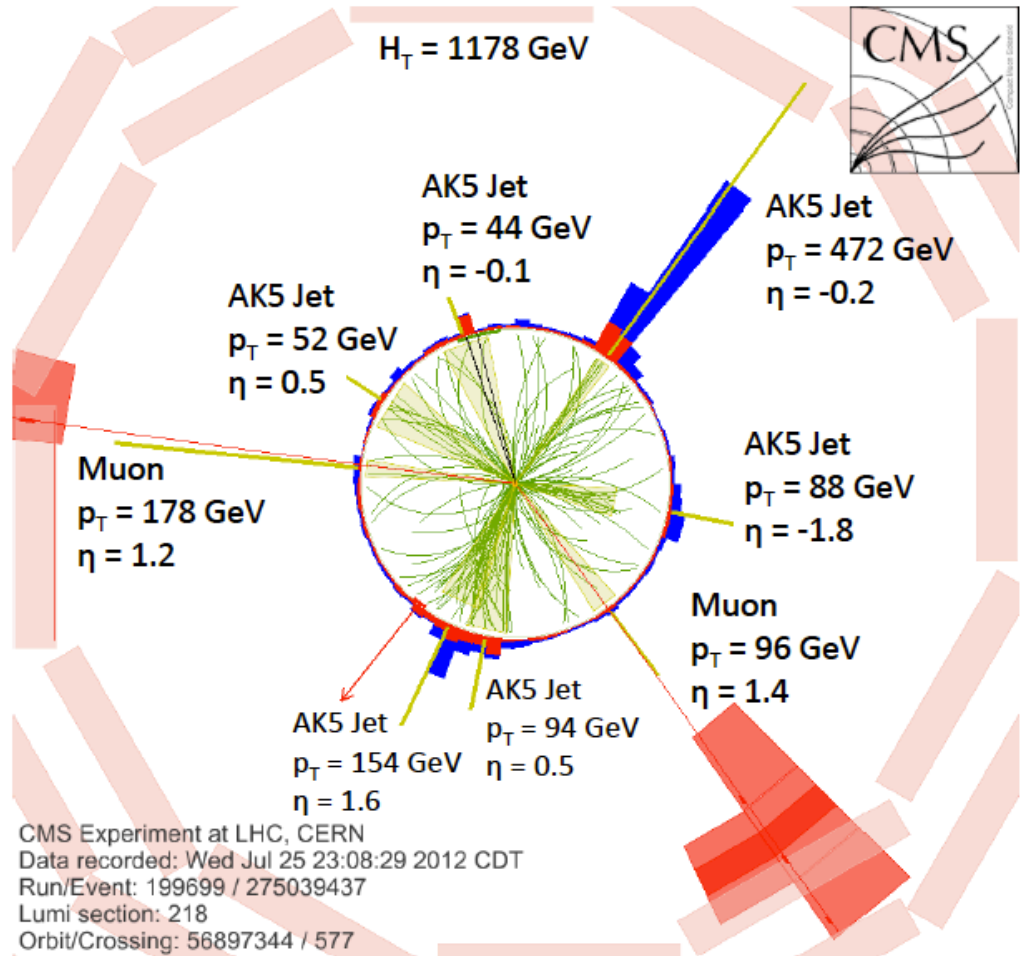 H_T = 1178 GeV
CMS
Compact Muon Solenoid
AK5 Jet
p_T = 44 GeV
η = -0.1
AK5 Jet
p_T = 472 GeV
η = -0.2
AK5 Jet
p_T = 52 GeV
η = 0.5
AK5 Jet
p_T = 88 GeV
η = -1.8
Muon
p_T = 178 GeV
η = 1.2
Muon
p_T = 96 GeV
η = 1.4
AK5 Jet
p_T = 154 GeV
η = 1.6
AK5 Jet
p_T = 94 GeV
η = 0.5
CMS Experiment at LHC, CERN
Data recorded: Wed Jul 25 23:08:29 2012 CDT
Run/Event: 199699 / 275039437
Lumi section: 218
Orbit/Crossing: 56897344 / 577